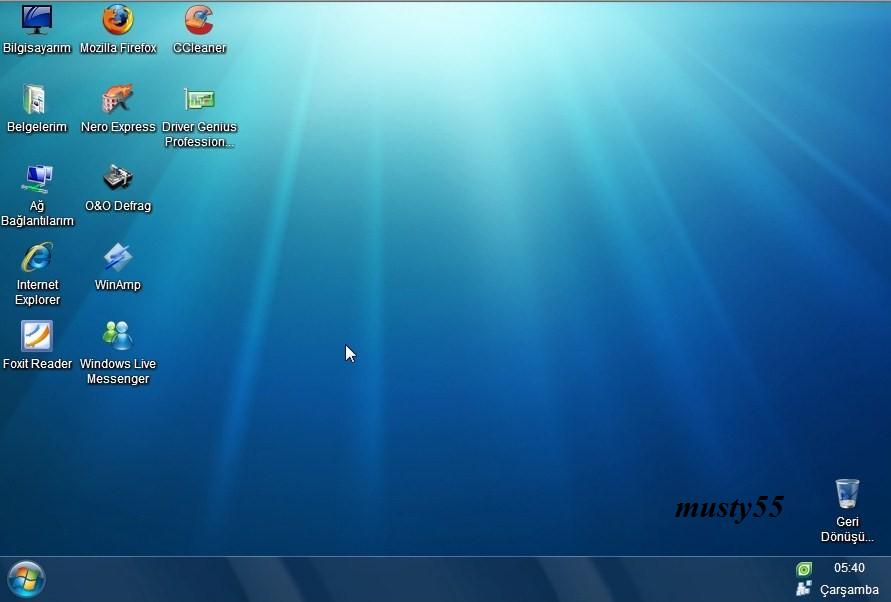 Bilgisayarım
Mozilla Firefox
CCleaner
Belgelerim
Nero Express
Driver Genius
Profession...
Ağ
Bağlantılarım
O&O Defrag
Internet
Explorer
WinAmp
Foxit Reader
Windows Live
Messenger
musty55
Geri
Dönüşü...
05:40
Çarşamba